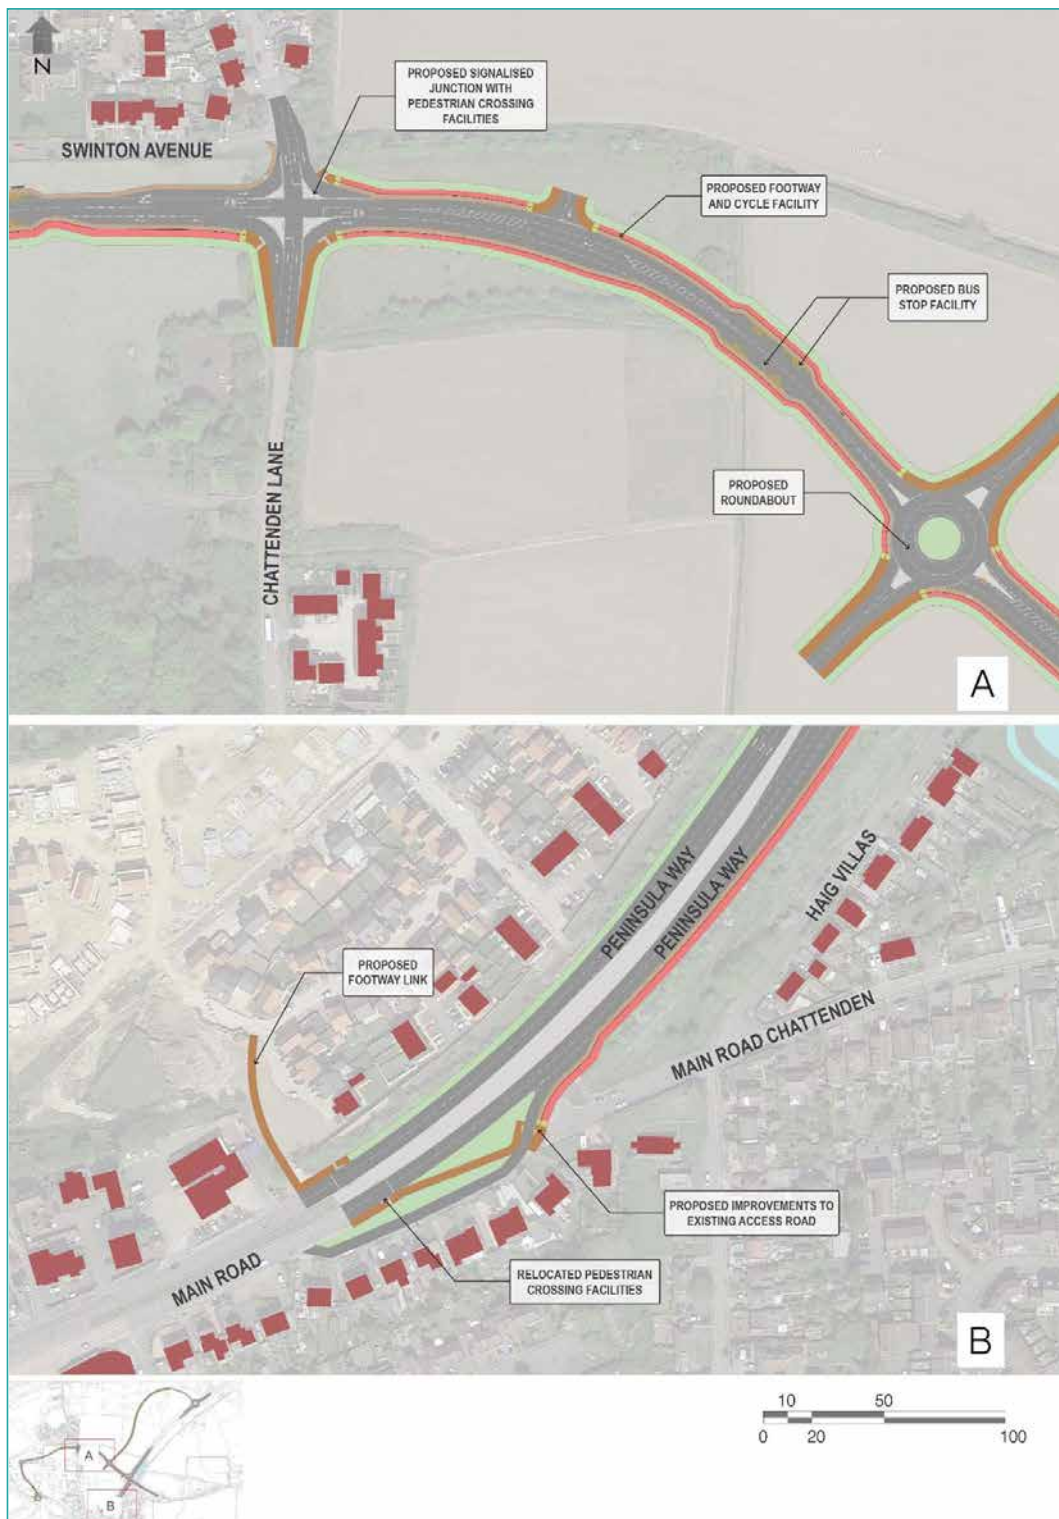 N
SWINTON AVENUE
PROPOSED SIGNALISED
JUNCTION WITH
PEDESTRIAN CROSSING
FACILITIES
PROPOSED FOOTWAY
AND CYCLE FACILITY
PROPOSED BUS
STOP FACILITY
PROPOSED
ROUNDABOUT
CHATTENDEN LANE
A
PENINSULA WAY
PENINSULA WAY
HAIG VILLAS
MAIN ROAD CHATTENDEN
PROPOSED
FOOTWAY LINK
PROPOSED IMPROVEMENTS TO
EXISTING ACCESS ROAD
MAIN ROAD
RELOCATED PEDESTRIAN
CROSSING FACILITIES
B
A
B
10 50
0 20 100